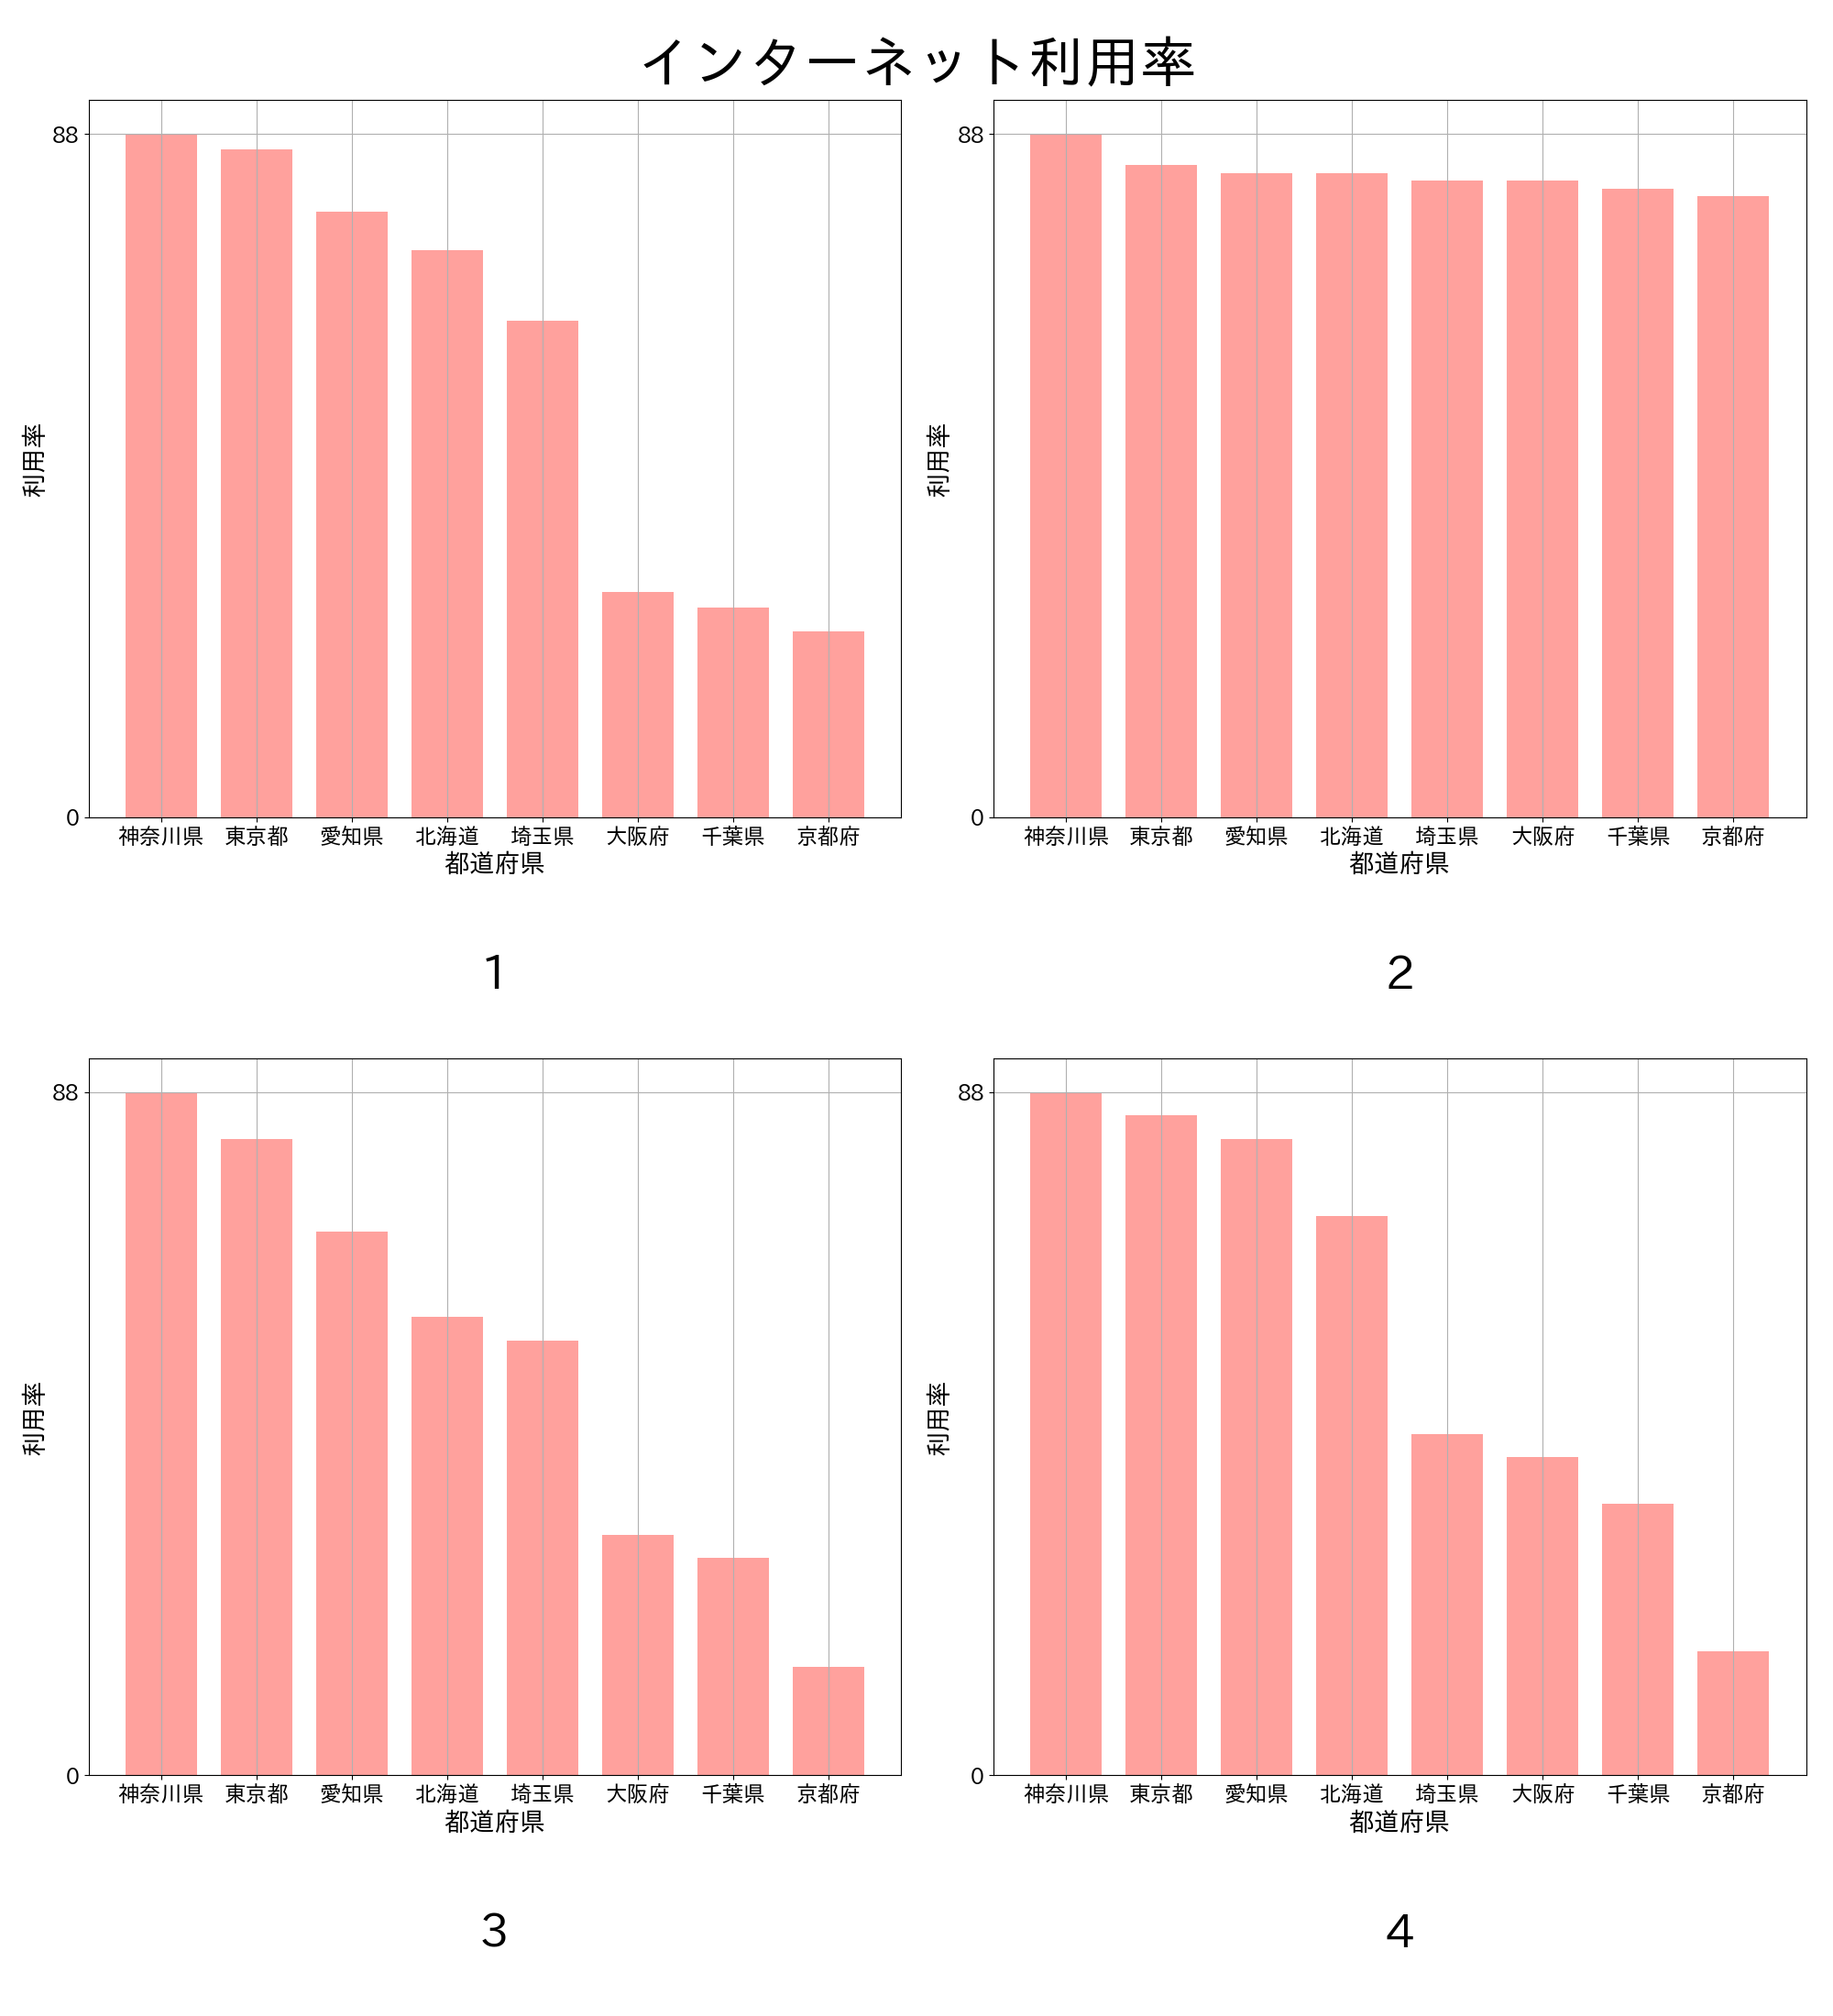 インターネット利用率
88
0
利用率
神奈川県 東京都 愛知県 北海道 埼玉県 大阪府 千葉県 京都府
都道府県
1
88
0
利用率
神奈川県 東京都 愛知県 北海道 埼玉県 大阪府 千葉県 京都府
都道府県
2
88
0
利用率
神奈川県 東京都 愛知県 北海道 埼玉県 大阪府 千葉県 京都府
都道府県
3
88
0
利用率
神奈川県 東京都 愛知県 北海道 埼玉県 大阪府 千葉県 京都府
都道府県
4